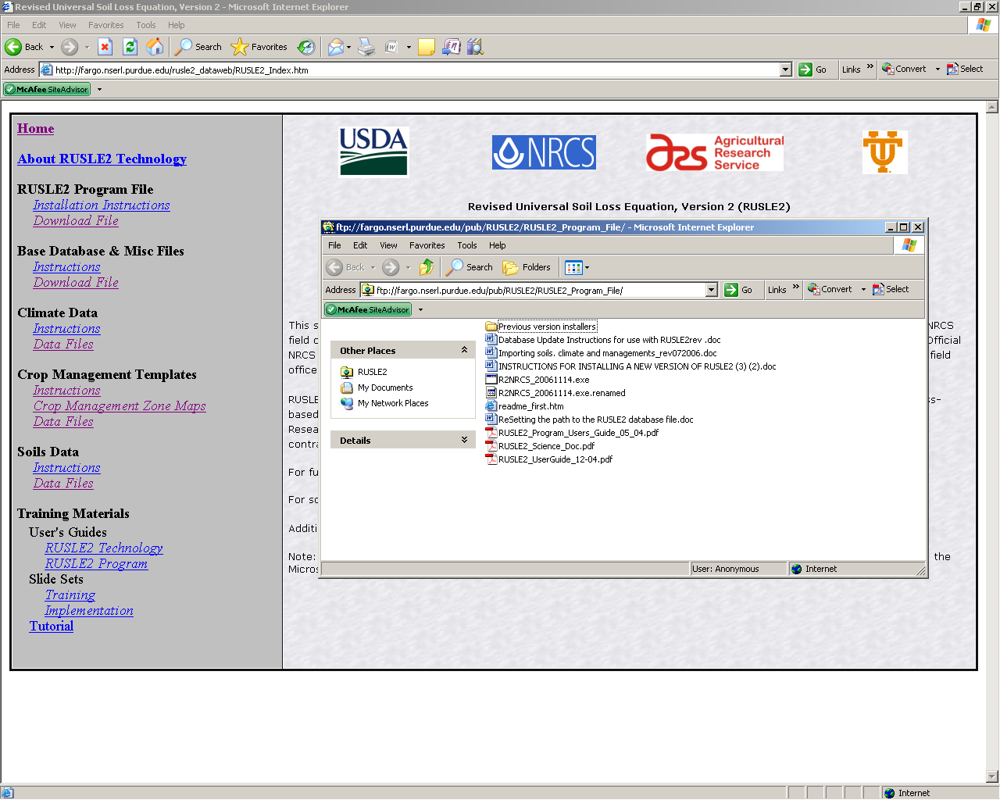 Revised Universal Soil Loss Equation, Version 2 - Microsoft Internet Explorer
File Edit View Favorites Tools Help
Back Search Favorites
Address http://fargo.nserl.purdue.edu/rusle2_dataweb/RUSLE2_Index.htm Go Links » Convert Select
McAfee SiteAdvisor
Home
About RUSLE2 Technology
RUSLE2 Program File
Installation Instructions
Download File
Base Database & Misc Files
Instructions
Download File
Climate Data
Instructions
Data Files
Crop Management Templates
Instructions
Crop Management Zone Maps
Data Files
Soils Data
Instructions
Data Files
Training Materials
User's Guides
RUSLE2 Technology
RUSLE2 Program
Slide Sets
Training
Implementation
Tutorial
USDA
NRCS
ars Agricultural
Research
Service
UT
Revised Universal Soil Loss Equation, Version 2 (RUSLE2)
This s NRCS
field c Official
NRCS field
office
RUSLE s-
based
Resea
contra
For fu
For so
Additi
Note: the
Micros
ftp://fargo.nserl.purdue.edu/pub/RUSLE2/RUSLE2_Program_File/ - Microsoft Internet Explorer
File Edit View Favorites Tools Help
Back Search Folders
Address ftp://fargo.nserl.purdue.edu/pub/RUSLE2/RUSLE2_Program_File/ Go Links » Convert Select
McAfee SiteAdvisor
Other Places
RUSLE2
My Documents
My Network Places
Details
Previous version installers
Database Update Instructions for use with RUSLE2rev .doc
Importing soils. climate and managements_rev072006.doc
INSTRUCTIONS FOR INSTALLING A NEW VERSION OF RUSLE2 (3) (2).doc
R2NRCS_20061114.exe
R2NRCS_20061114.exe.renamed
readme_first.htm
ReSetting the path to the RUSLE2 database file.doc
RUSLE2_Program_Users_Guide_05_04.pdf
RUSLE2_Science_Doc.pdf
RUSLE2_UserGuide_12-04.pdf
User: Anonymous Internet
Internet